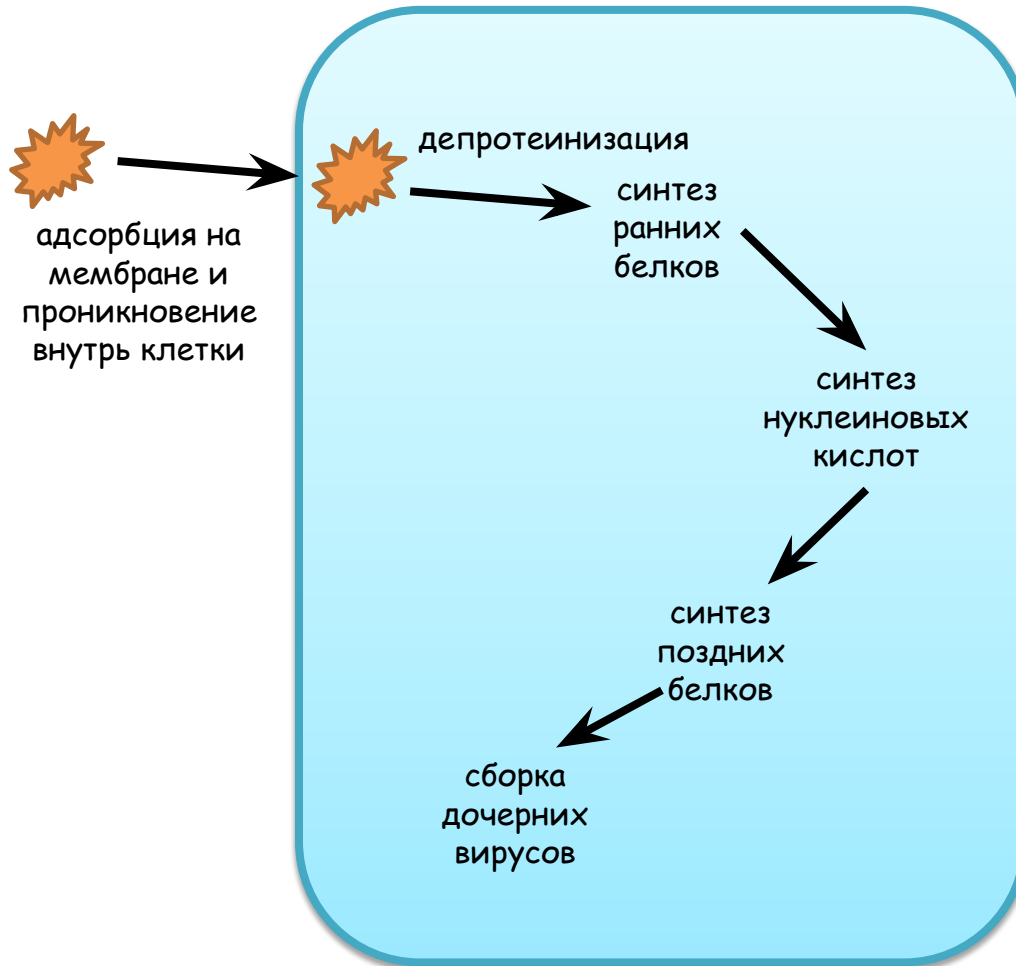 адсорбция на
мембране и
проникновение
внутрь клетки
депротеинизация
синтез
ранних
белков
синтез
нуклеиновых
кислот
синтез
поздних
белков
сборка
дочерних
вирусов